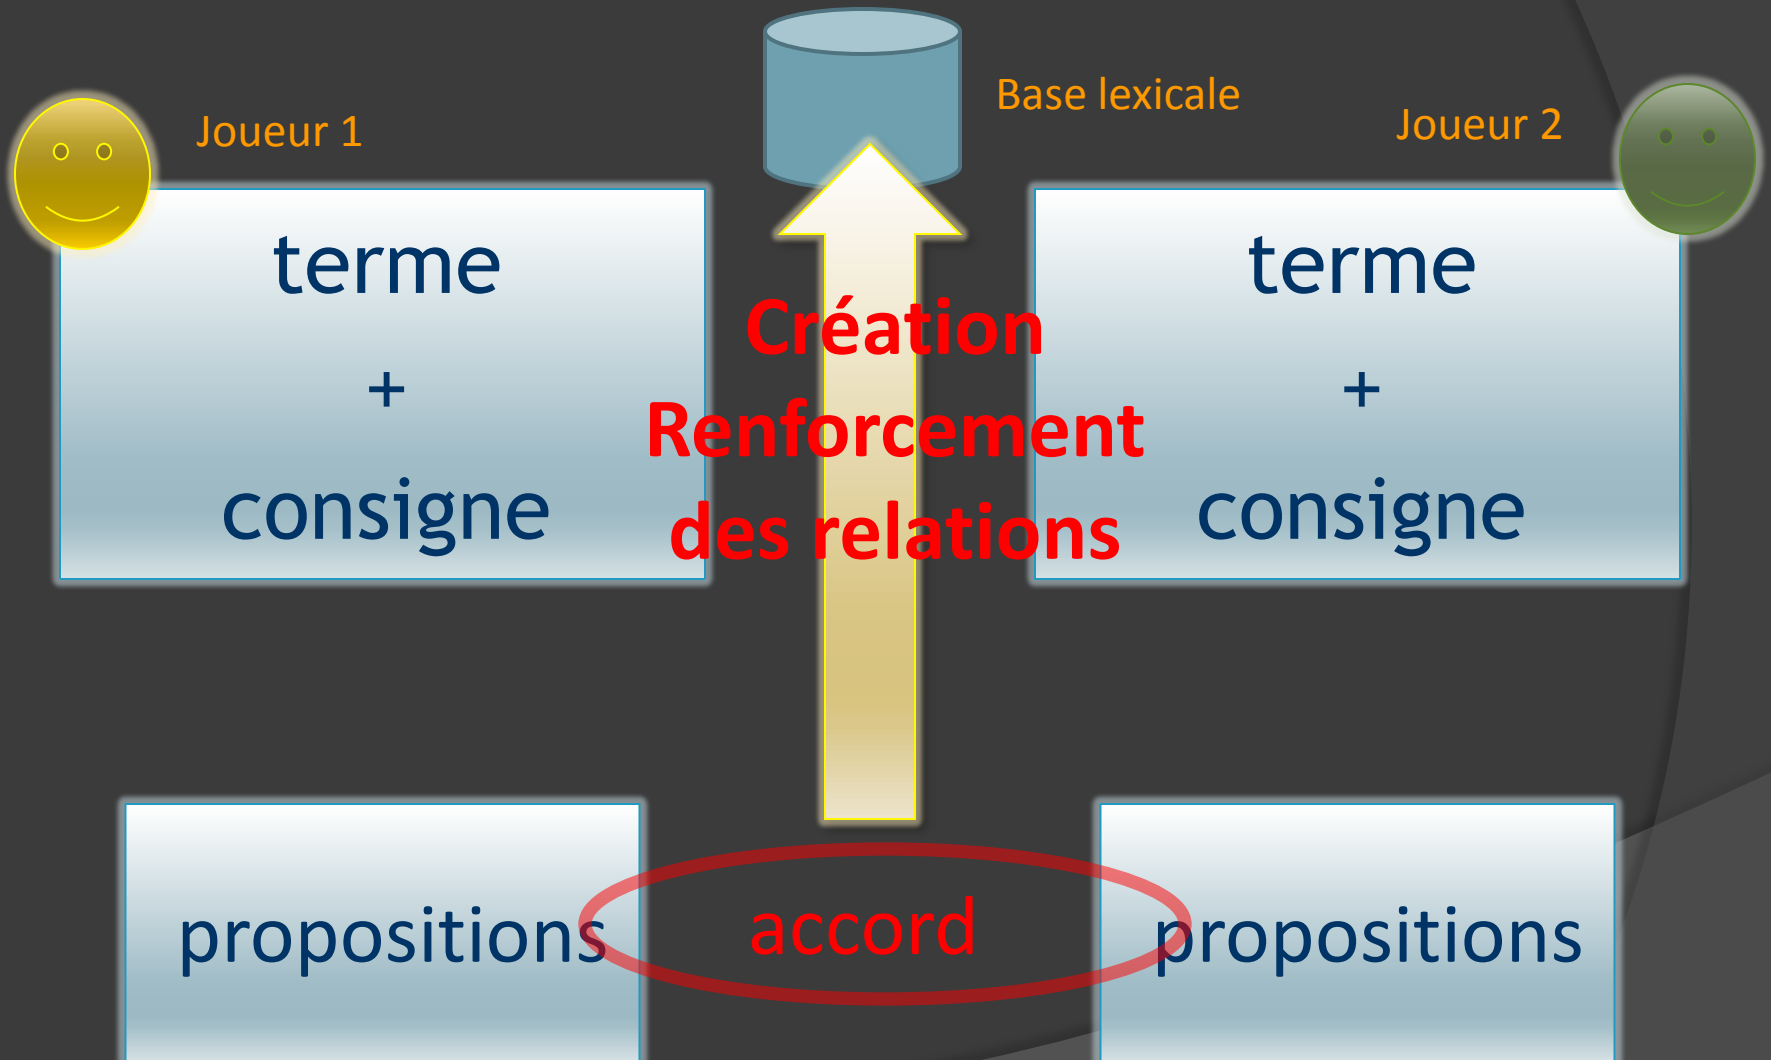 Base lexicale
Joueur 1
Joueur 2
terme
+
consigne
Création
Renforcement
des relations
terme
+
consigne
propositions
accord
propositions